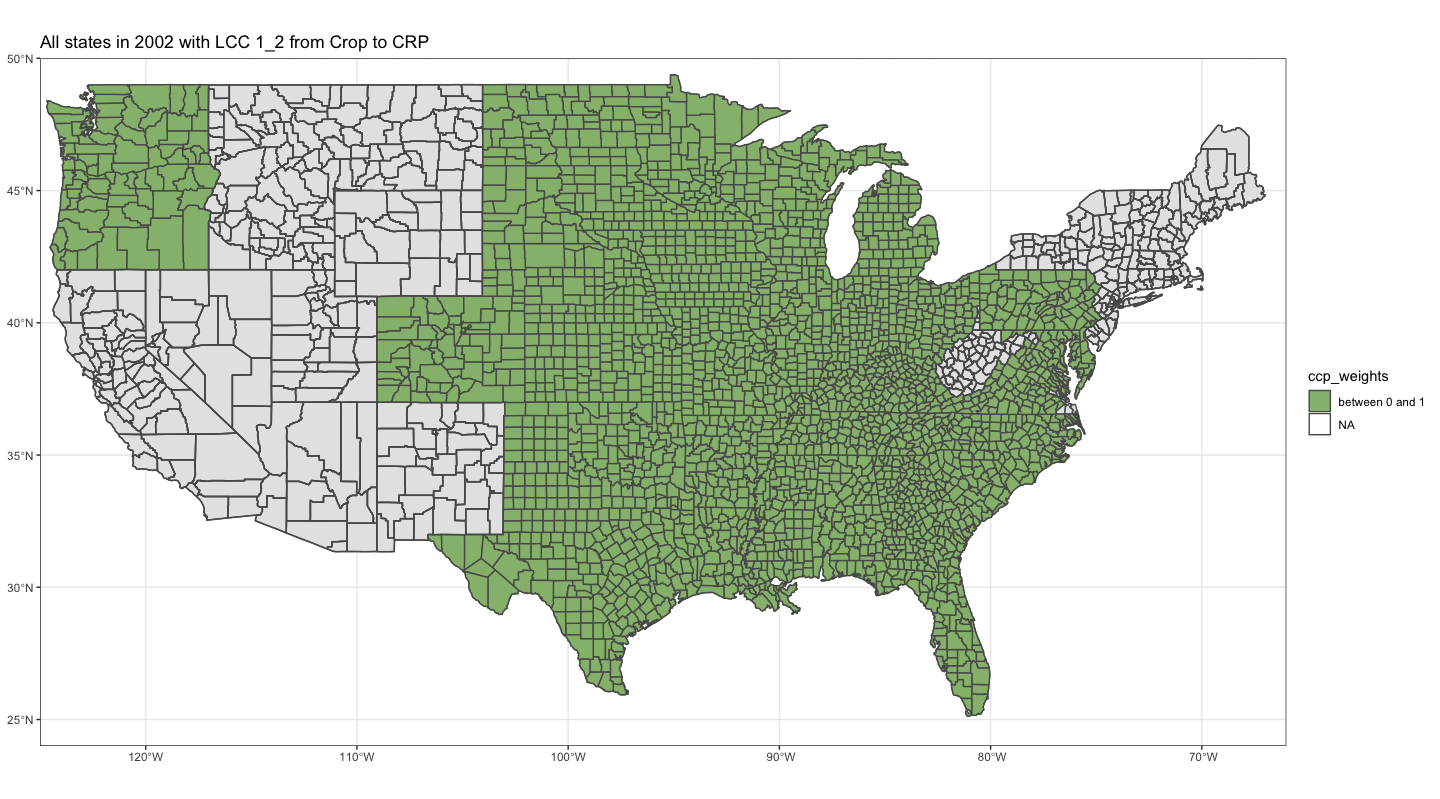 All states in 2002 with LCC 1_2 from Crop to CRP
50°N
45°N
40°N
35°N
30°N
25°N
120°W
110°W
100°W
90°W
80°W
70°W
ccp_weights
between 0 and 1
NA